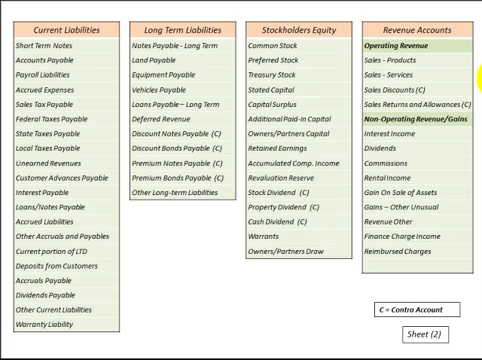 Current Liabilities
Short Term Notes
Accounts Payable
Payroll Liabilities
Accrued Expenses
Sales Tax Payable
Federal Taxes Payable
State Taxes Payable
Local Taxes Payable
Unearned Revenues
Customer Advances Payable
Interest Payable
Loans/Notes Payable
Accrued Liabilities
Other Accruals and Payables
Current portion of LTD
Deposits from Customers
Accruals Payable
Dividends Payable
Other Current Liabilities
Warranty Liability
Long Term Liabilities
Notes Payable - Long Term
Land Payable
Equipment Payable
Vehicles Payable
Loans Payable – Long Term
Deferred Revenue
Discount Notes Payable (C)
Discount Bonds Payable (C)
Premium Notes Payable (C)
Premium Bonds Payable (C)
Other Long-term Liabilities
Stockholders Equity
Common Stock
Preferred Stock
Treasury Stock
Stated Capital
Capital Surplus
Additional Paid-in Capital
Owners/Partners Capital
Retained Earnings
Accumulated Comp. Income
Revaluation Reserve
Stock Dividend (C)
Property Dividend (C)
Cash Dividend (C)
Warrants
Owners/Partners Draw
Revenue Accounts
Operating Revenue
Sales - Products
Sales - Services
Sales Discounts (C)
Sales Returns and Allowances (C)
Non-Operating Revenue/Gains
Interest Income
Dividends
Commissions
Rental Income
Gain On Sale of Assets
Gains – Other Unusual
Revenue Other
Finance Charge Income
Reimbursed Charges
C = Contra Account
Sheet (2)